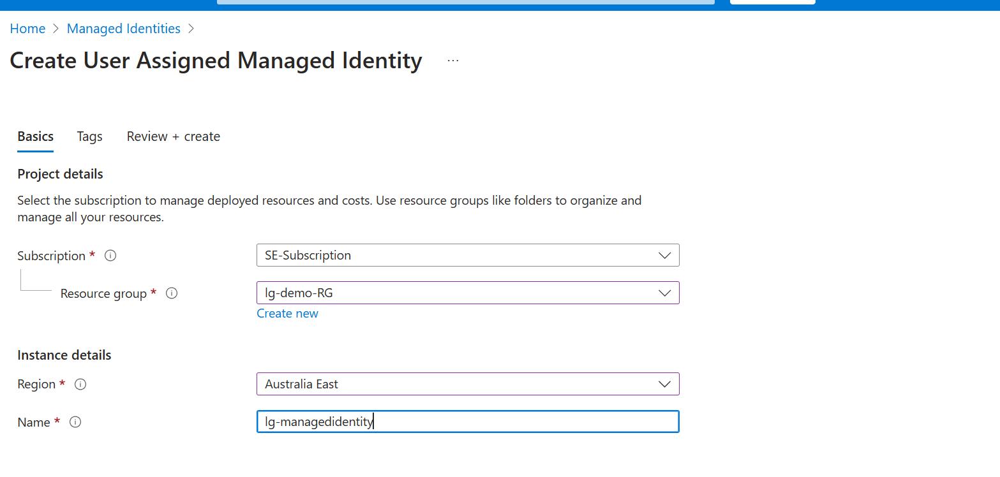 Home > Managed Identities >
Create User Assigned Managed Identity ...
Basics Tags Review + create
Project details
Select the subscription to manage deployed resources and costs. Use resource groups like folders to organize and
manage all your resources.
Subscription *
SE-Subscription
Resource group *
lg-demo-RG
Create new
Instance details
Region *
Australia East
Name *
lg-managedidentity